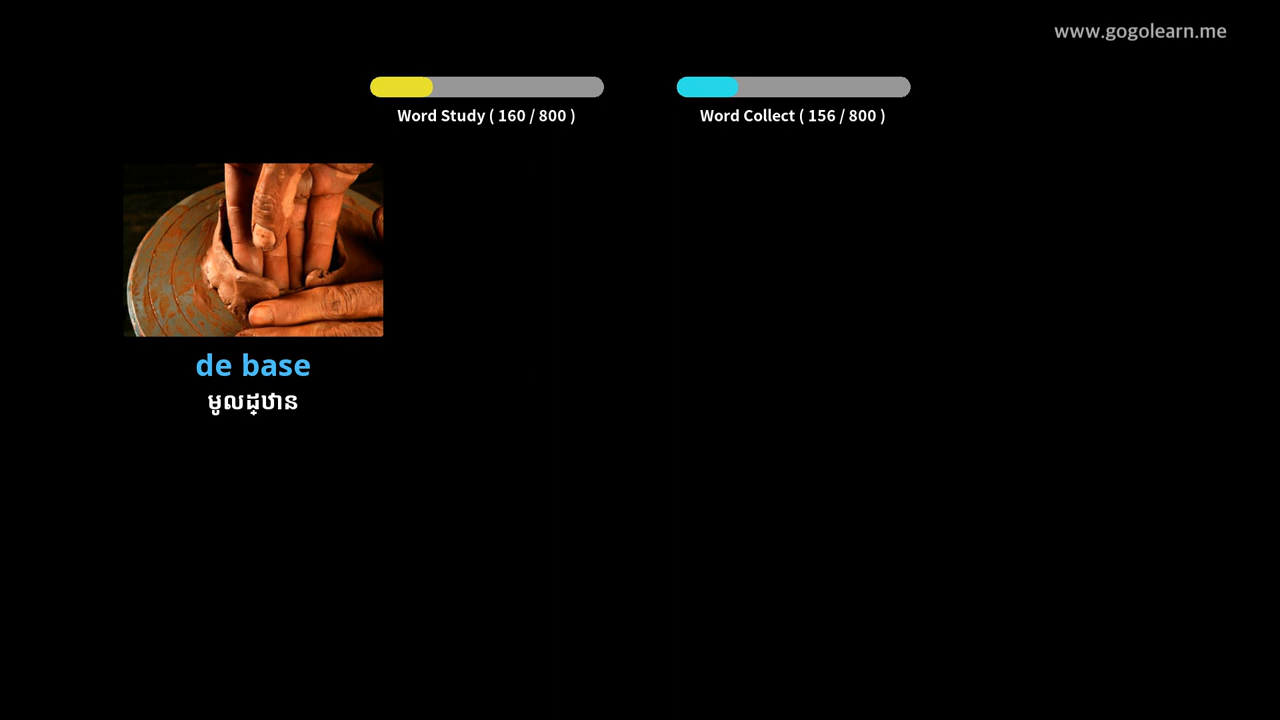 www.gogolearn.me
Word Study ( 160 / 800 )
Word Collect ( 156 / 800 )
de base
មូលដ្ឋាន